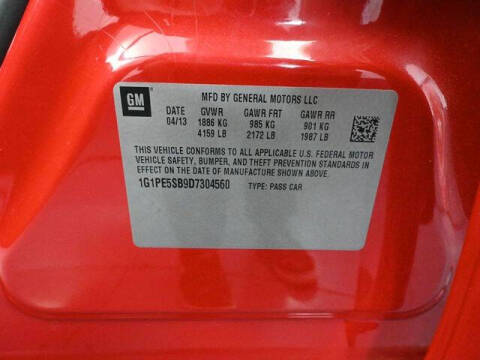 GM
MFD BY GENERAL MOTORS LLC
DATE GVWR GAWR FRT GAWR RR
04/13 1886 KG 985 KG 901 KG
4159 LB 2172 LB 1987 LB
THIS VEHICLE CONFORMS TO ALL APPLICABLE U.S. FEDERAL MOTOR
VEHICLE SAFETY, BUMPER, AND THEFT PREVENTION STANDARDS IN
EFFECT ON THE DATE OF MANUFACTURE SHOWN ABOVE.
1G1PE5SB9D7304560 TYPE: PASS CAR